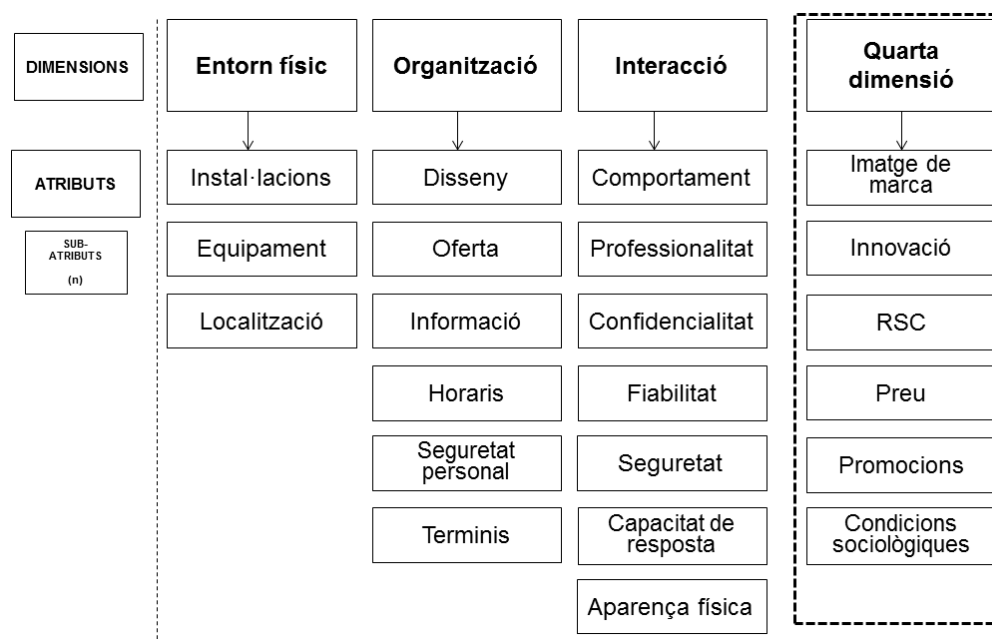 DIMENSIONS
Entorn físic
Organització
Interacció
Quarta
dimensió
ATRIBUTS
SUB-
ATRIBUTS
(n)
Instal·lacions
Equipament
Localització
Disseny
Oferta
Informació
Horaris
Seguretat
personal
Terminis
Comportament
Professionalitat
Confidencialitat
Fiabilitat
Seguretat
Capacitat de
resposta
Aparença física
Imatge de
marca
Innovació
RSC
Preu
Promocions
Condicions
sociològiques